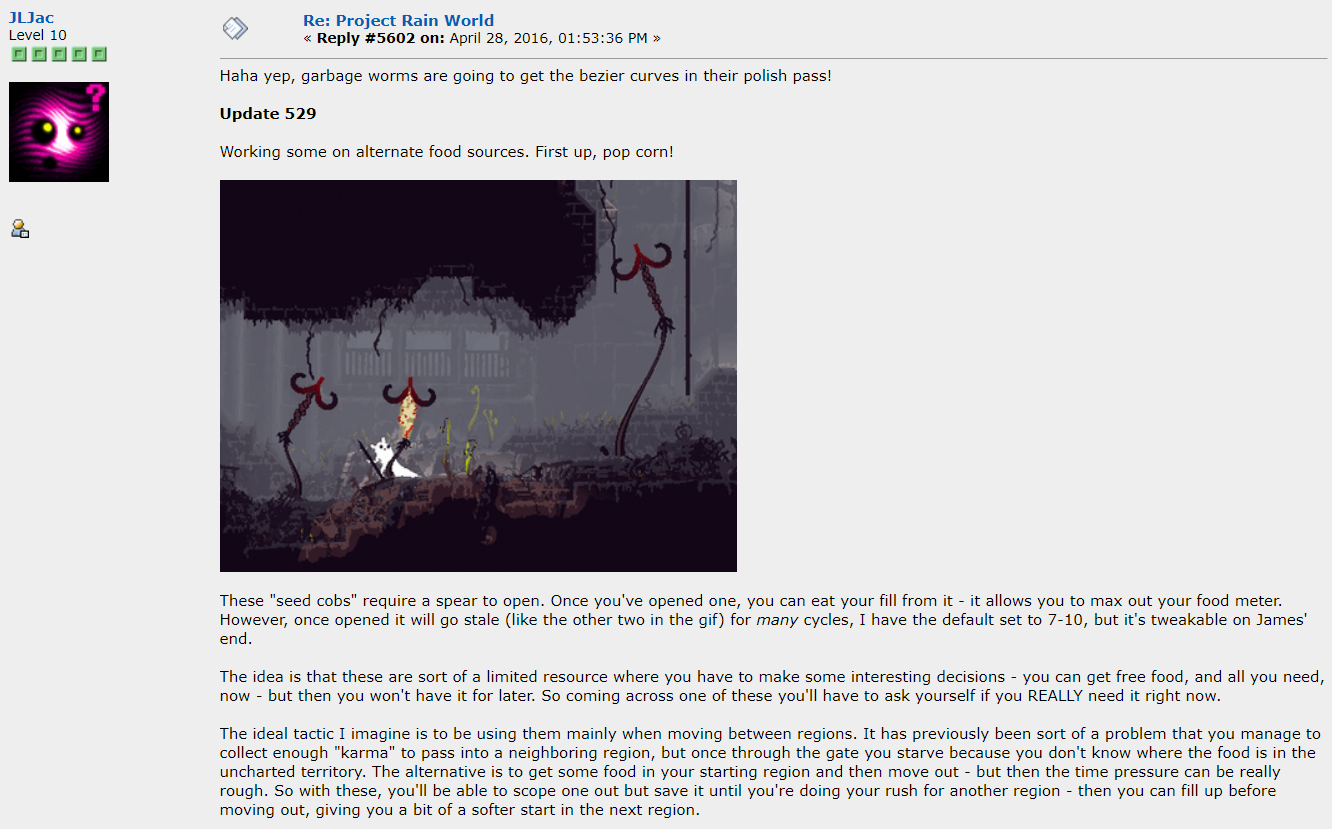 JLJac
Level 10
Re: Project Rain World
« Reply #5602 on: April 28, 2016, 01:53:36 PM »
Haha yep, garbage worms are going to get the bezier curves in their polish pass!
Update 529
Working some on alternate food sources. First up, pop corn!
These "seed cobs" require a spear to open. Once you've opened one, you can eat your fill from it - it allows you to max out your food meter.
However, once opened it will go stale (like the other two in the gif) for many cycles, I have the default set to 7-10, but it's tweakable on James'
end.
The idea is that these are sort of a limited resource where you have to make some interesting decisions - you can get free food, and all you need,
now - but then you won't have it for later. So coming across one of these you'll have to ask yourself if you REALLY need it right now.
The ideal tactic I imagine is to be using them mainly when moving between regions. It has previously been sort of a problem that you manage to
collect enough "karma" to pass into a neighboring region, but once through the gate you starve because you don't know where the food is in the
uncharted territory. The alternative is to get some food in your starting region and then move out - but then the time pressure can be really
rough. So with these, you'll be able to scope one out but save it until you're doing your rush for another region - then you can fill up before
moving out, giving you a bit of a softer start in the next region.